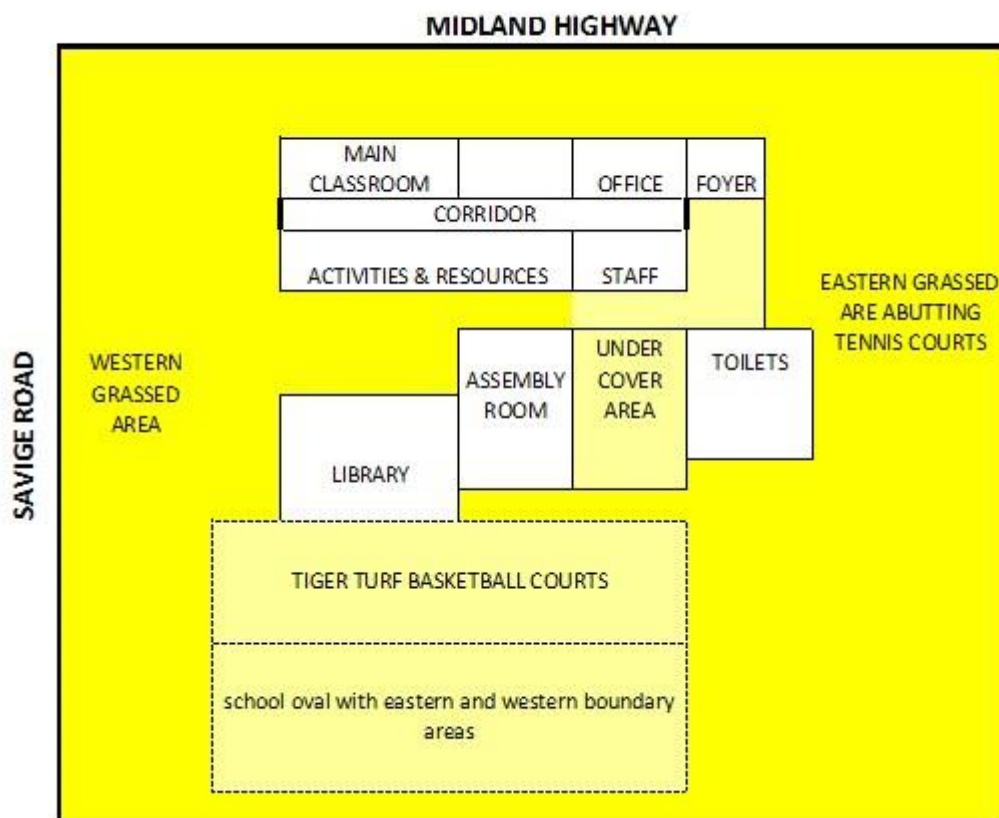 MIDLAND HIGHWAY
MAIN
CLASSROOM
OFFICE
FOYER
CORRIDOR
ACTIVITIES & RESOURCES
STAFF
EASTERN GRASSED
ARE ABUTTING
TENNIS COURTS
WESTERN
GRASSED
AREA
SAVIGE ROAD
ASSEMBLY
ROOM
UNDER
COVER
AREA
TOILETS
LIBRARY
TIGER TURF BASKETBALL COURTS
school oval with eastern and western boundary
areas